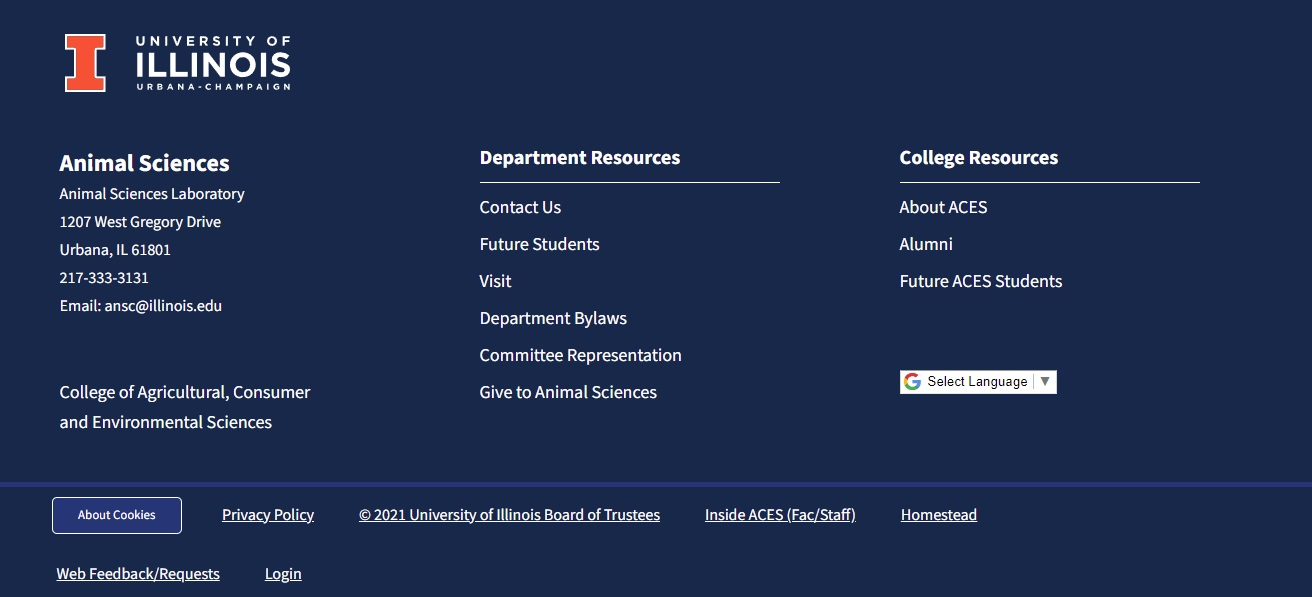 UNIVERSITY OF
ILLINOIS
URBANA-CHAMPAIGN
Animal Sciences
Animal Sciences Laboratory
1207 West Gregory Drive
Urbana, IL 61801
217-333-3131
Email: ansc@illinois.edu
College of Agricultural, Consumer
and Environmental Sciences
Department Resources
Contact Us
Future Students
Visit
Department Bylaws
Committee Representation
Give to Animal Sciences
College Resources
About ACES
Alumni
Future ACES Students
Select Language
About Cookies
Privacy Policy
© 2021 University of Illinois Board of Trustees
Inside ACES (Fac/Staff)
Homestead
Web Feedback/Requests
Login